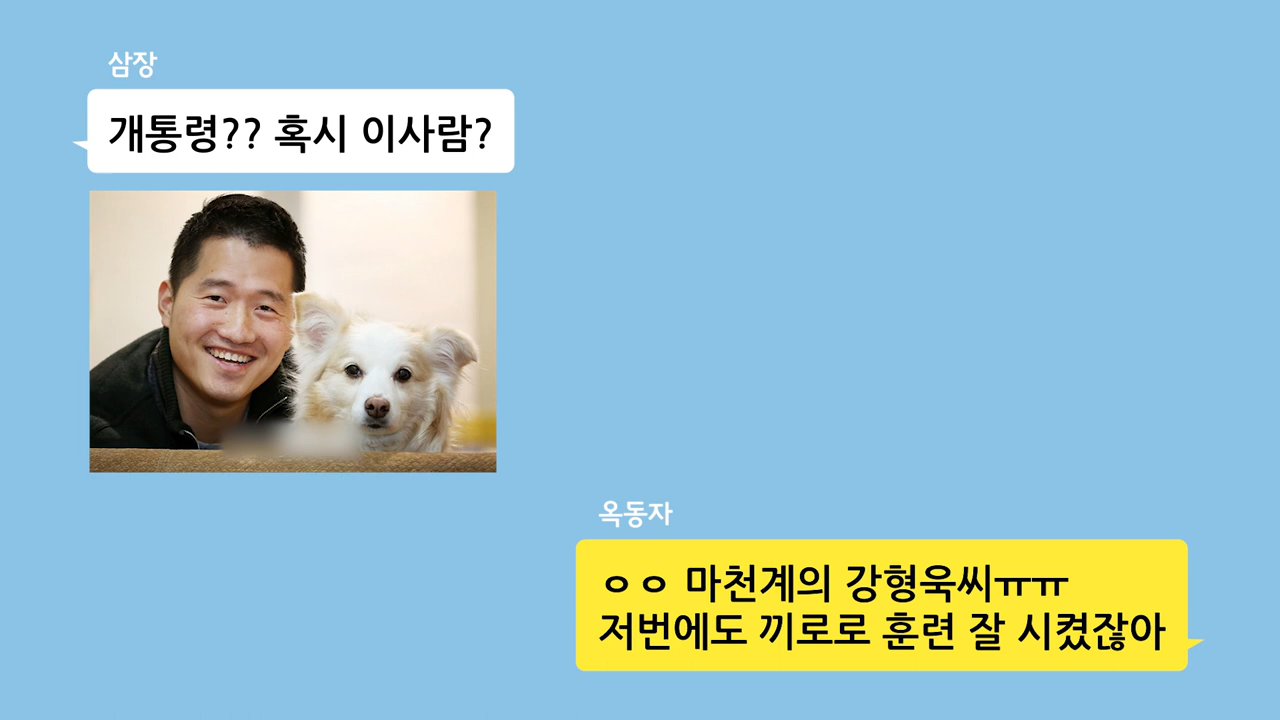 삼장
개통령?? 혹시 이사람?
옥동자
ㅇㅇ 마천계의 강형욱씨ㅠㅠ
저번에도 끼로로 훈련 잘 시켰잖아